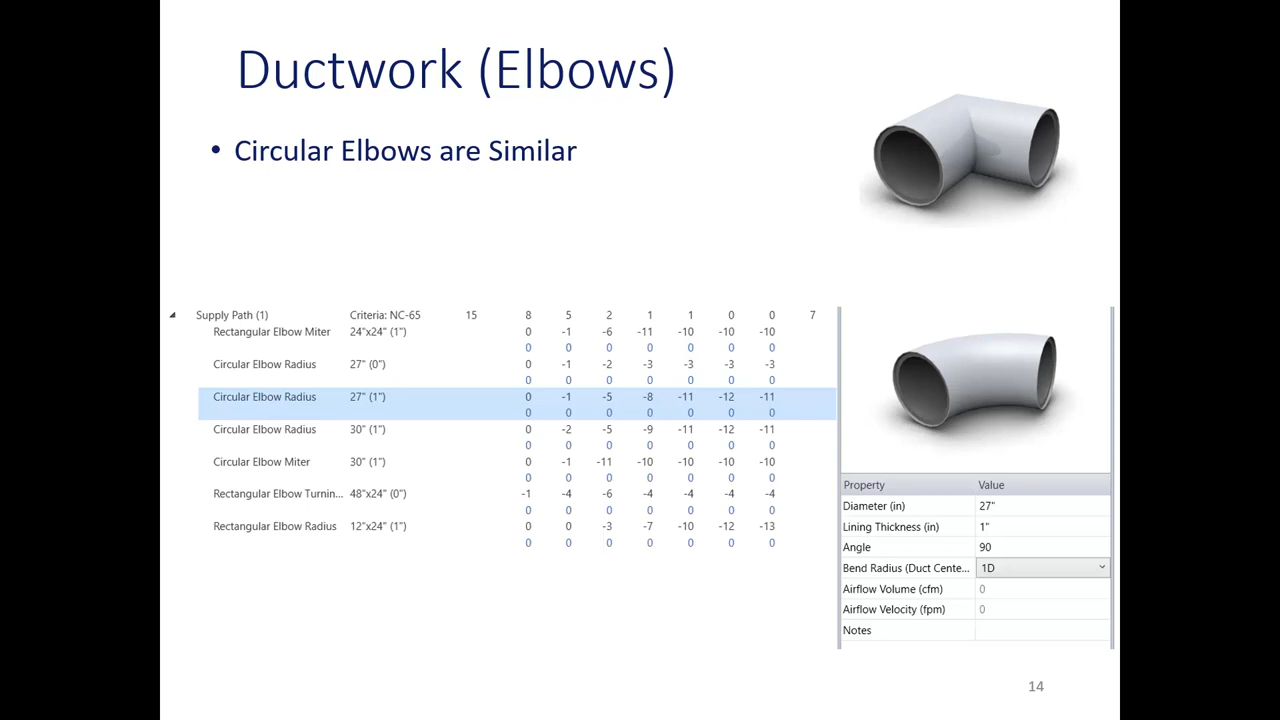 Ductwork (Elbows)
• Circular Elbows are Similar
Supply Path (1) Criteria: NC-65 15 8 5 2 1 1 0 0 7
Rectangular Elbow Miter 24"x24" (1") 0 -1 -6 -11 -10 -10 -10
0 0 0 0 0 0 0
Circular Elbow Radius 27" (0") 0 -1 -2 -3 -3 -3 -3
0 0 0 0 0 0 0
Circular Elbow Radius 27" (1") 0 -1 -5 -8 -11 -12 -11
0 0 0 0 0 0 0
Circular Elbow Radius 30" (1") 0 -2 -5 -9 -11 -12 -11
0 0 0 0 0 0 0
Circular Elbow Miter 30" (1") 0 -1 -11 -10 -10 -10 -10
0 0 0 0 0 0 0
Rectangular Elbow Turnin... 48"x24" (0") -1 -4 -6 -4 -4 -4 -4
0 0 0 0 0 0 0
Rectangular Elbow Radius 12"x24" (1") 0 0 -3 -7 -10 -12 -13
0 0 0 0 0 0 0
Property Value
Diameter (in) 27"
Lining Thickness (in) 1"
Angle 90
Bend Radius (Duct Cente... 1D
Airflow Volume (cfm) 0
Airflow Velocity (fpm) 0
Notes
14